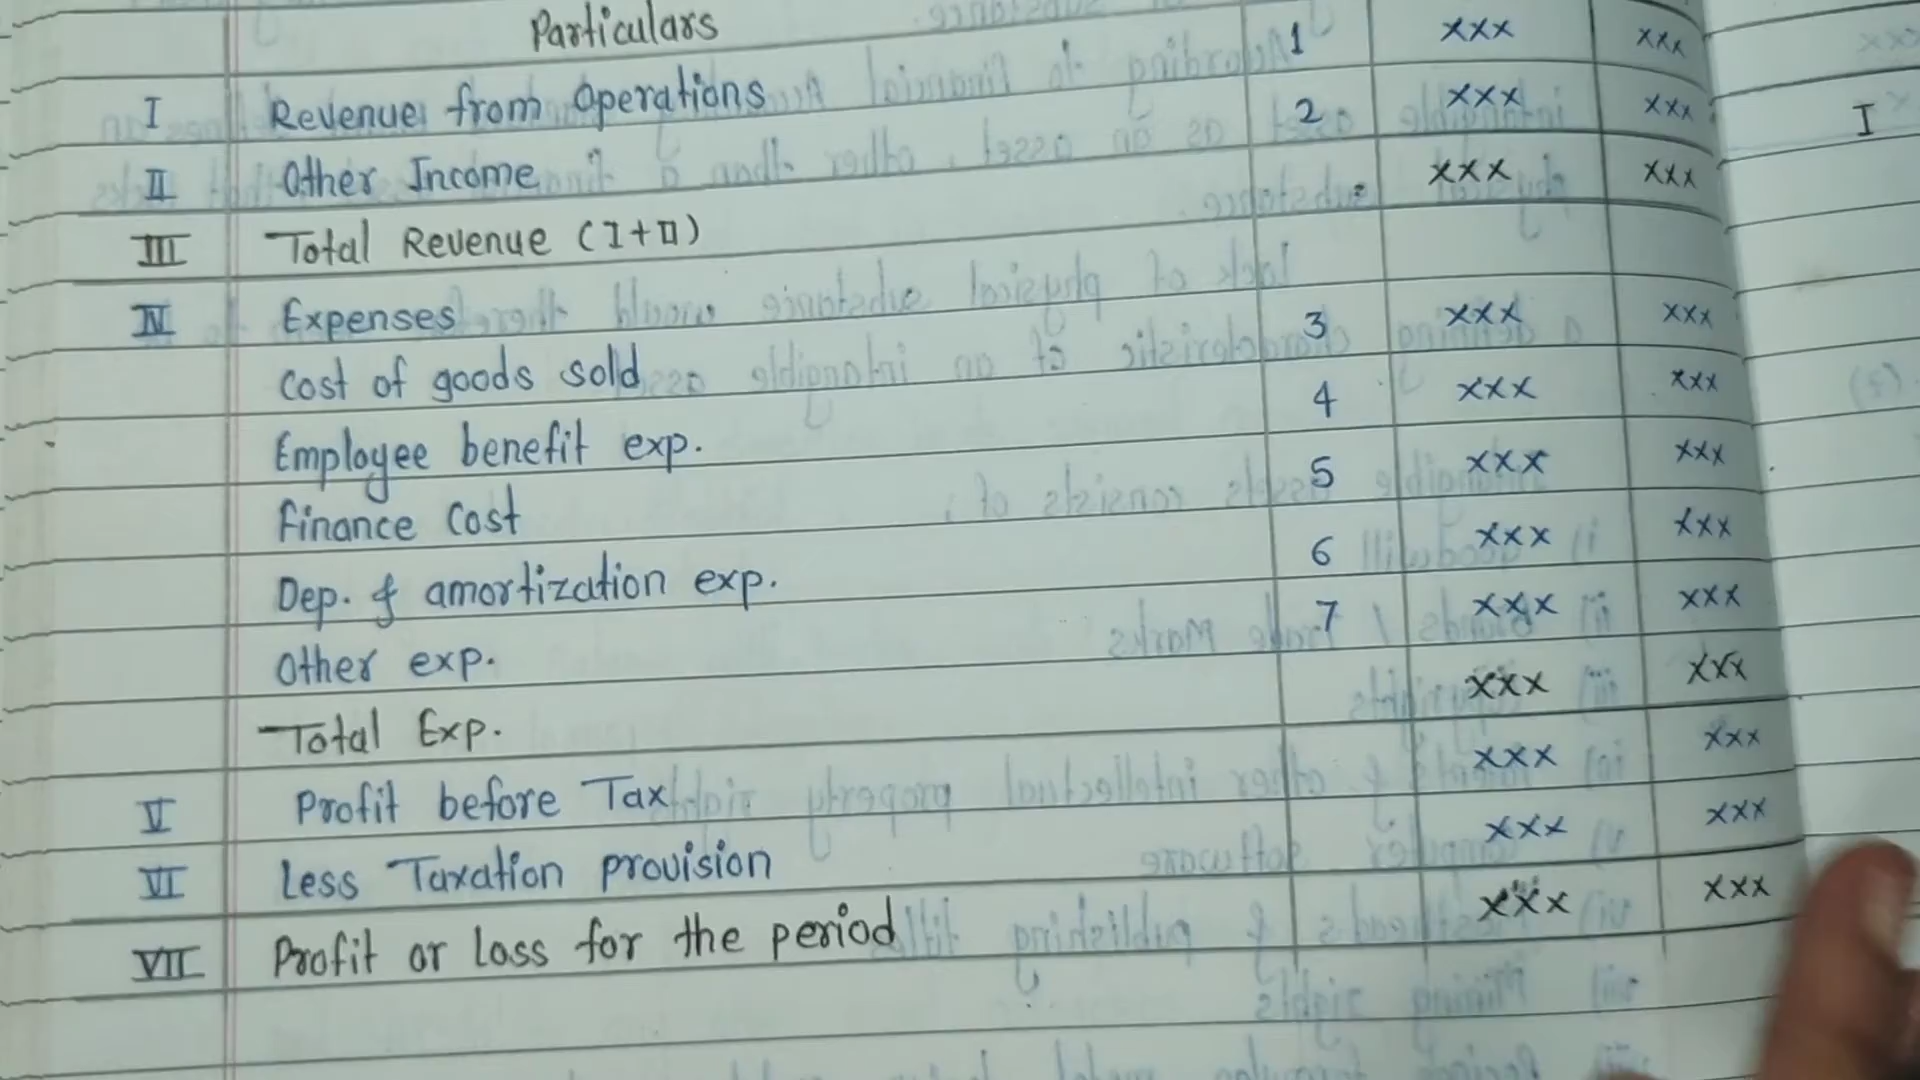 Particulars
I Revenue from Operations 1 xxx xxx
II Other Income 2 xxx xxx
III Total Revenue (I+II) xxx xxx
IV Expenses
Cost of goods sold 3 xxx xxx
Employee benefit exp. 4 xxx xxx
Finance Cost 5 xxx xxx
Dep. & amortization exp. 6 xxx xxx
Other exp. 7 xxx xxx
Total Exp. xxx xxx
V Profit before Tax xxx xxx
VI Less Taxation provision xxx xxx
VII Profit or loss for the period xxx xxx
I